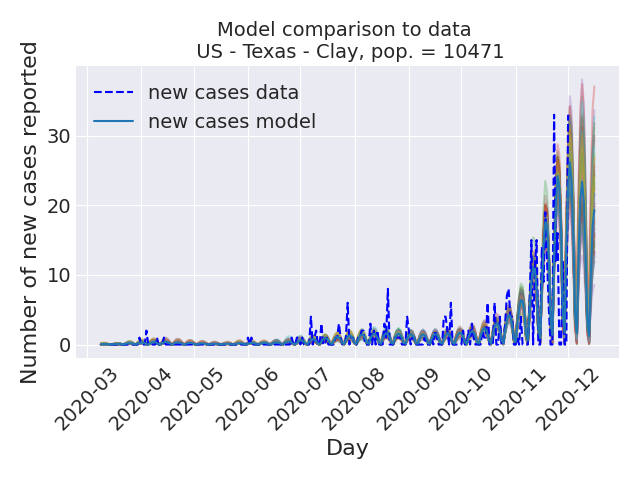 Model comparison to data
US - Texas - Clay, pop. = 10471
Number of new cases reported
new cases data
new cases model
30
20
10
0
2020-03
2020-04
2020-05
2020-06
2020-07
2020-08
2020-09
2020-10
2020-11
2020-12
Day